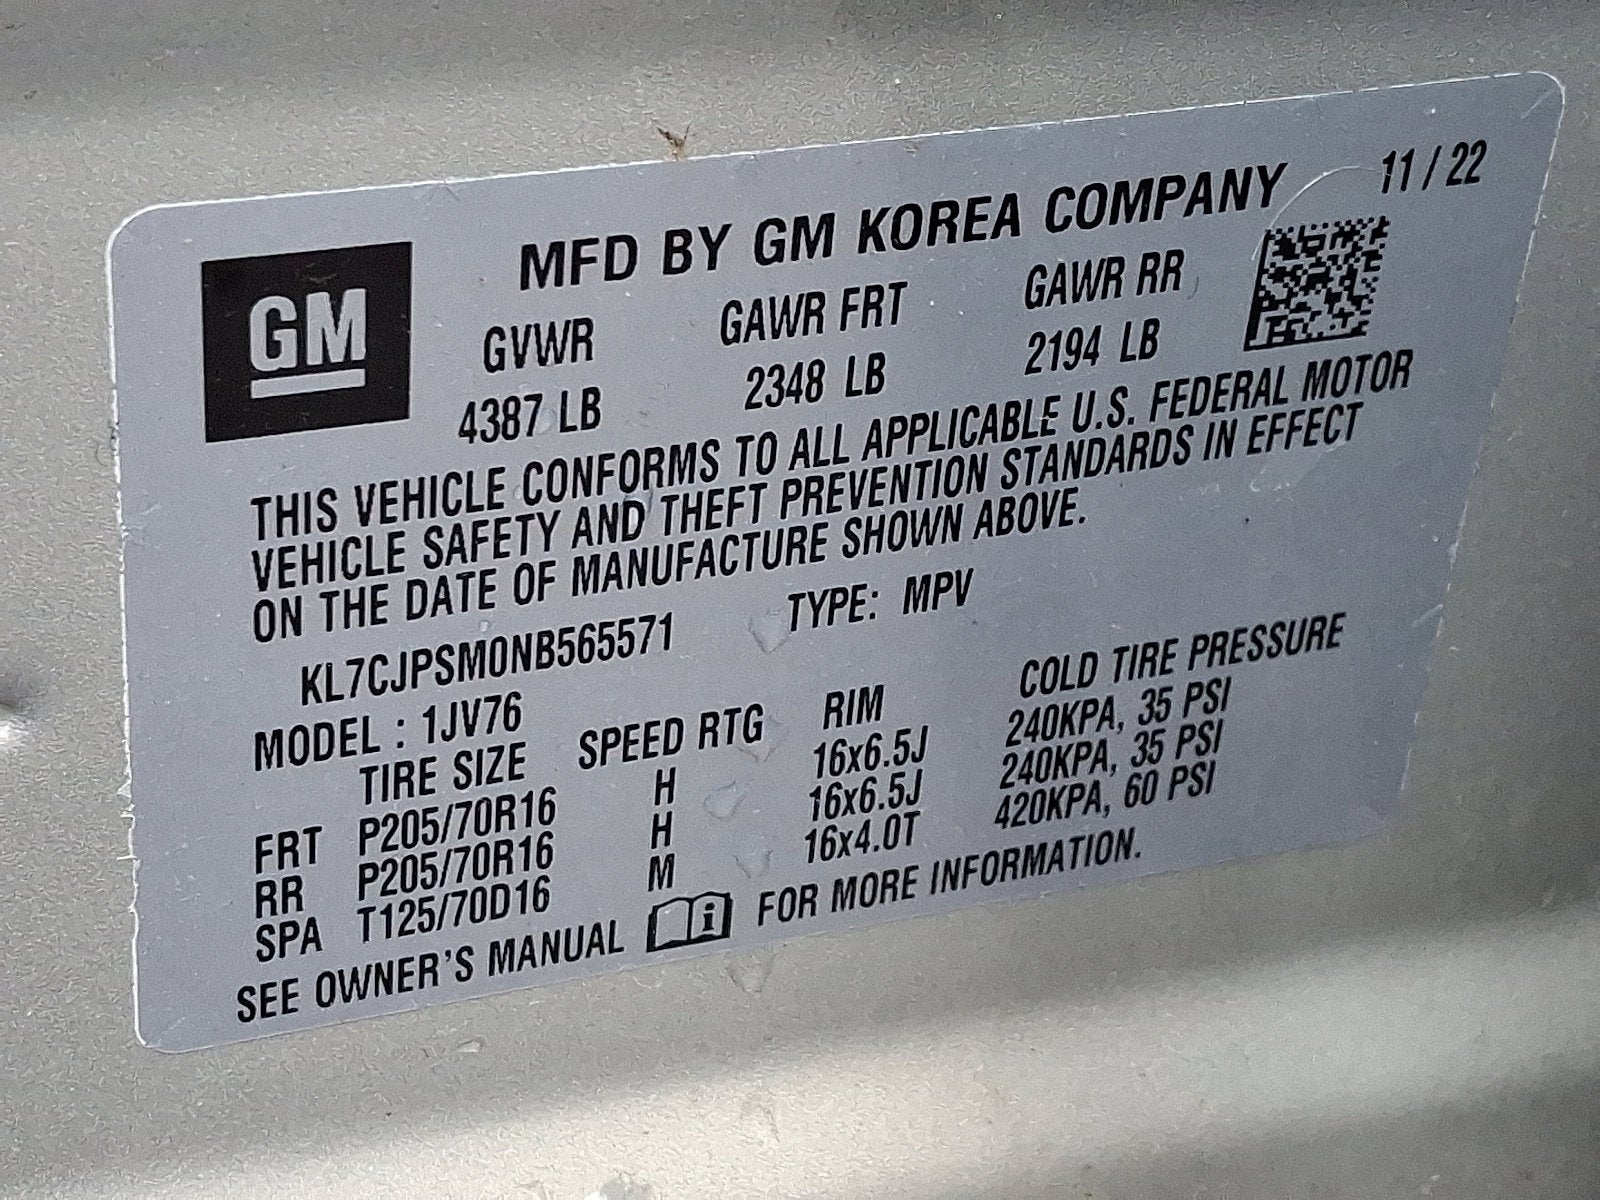 MFD BY GM KOREA COMPANY 11 / 22
GM
GVWR GAWR FRT GAWR RR
4387 LB 2348 LB 2194 LB
THIS VEHICLE CONFORMS TO ALL APPLICABLE U.S. FEDERAL MOTOR
VEHICLE SAFETY AND THEFT PREVENTION STANDARDS IN EFFECT
ON THE DATE OF MANUFACTURE SHOWN ABOVE.
KL7CJPSM0NB565571 TYPE: MPV
MODEL : 1JV76
TIRE SIZE SPEED RTG RIM COLD TIRE PRESSURE
FRT P205/70R16 H 16x6.5J 240KPA, 35 PSI
RR P205/70R16 H 16x6.5J 240KPA, 35 PSI
SPA T125/70D16 M 16x4.0T 420KPA, 60 PSI
SEE OWNER'S MANUAL i FOR MORE INFORMATION.